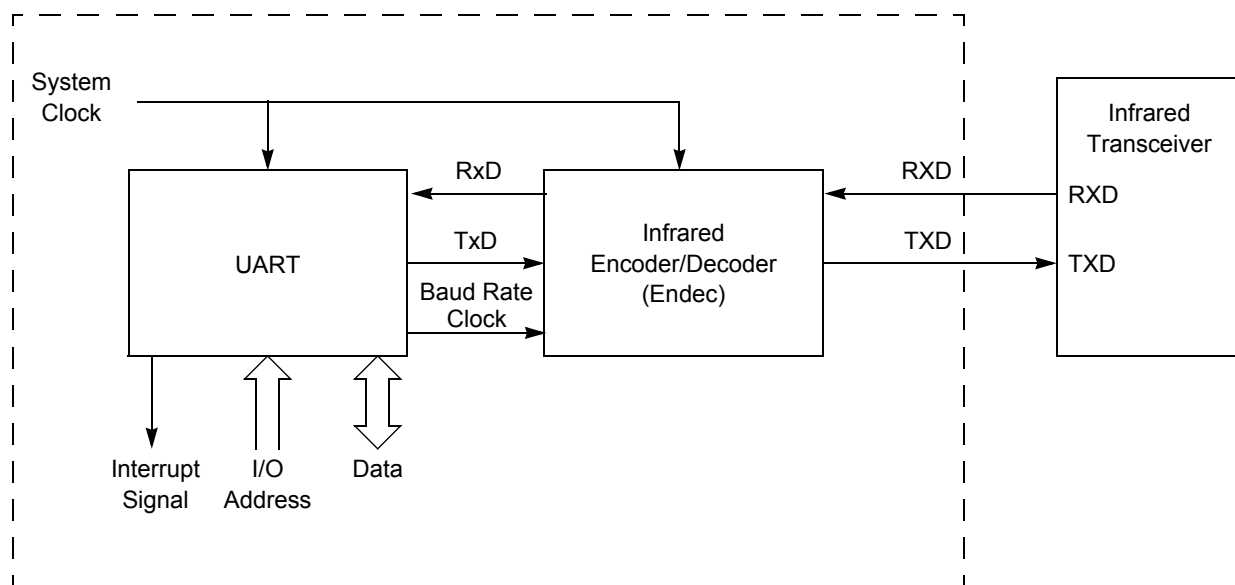 System
Clock
Infrared
Transceiver
RxD
RXD
RXD
UART
TxD
Infrared
Encoder/Decoder
(Endec)
TXD
TXD
Baud Rate
Clock
Interrupt
Signal
I/O
Address
Data